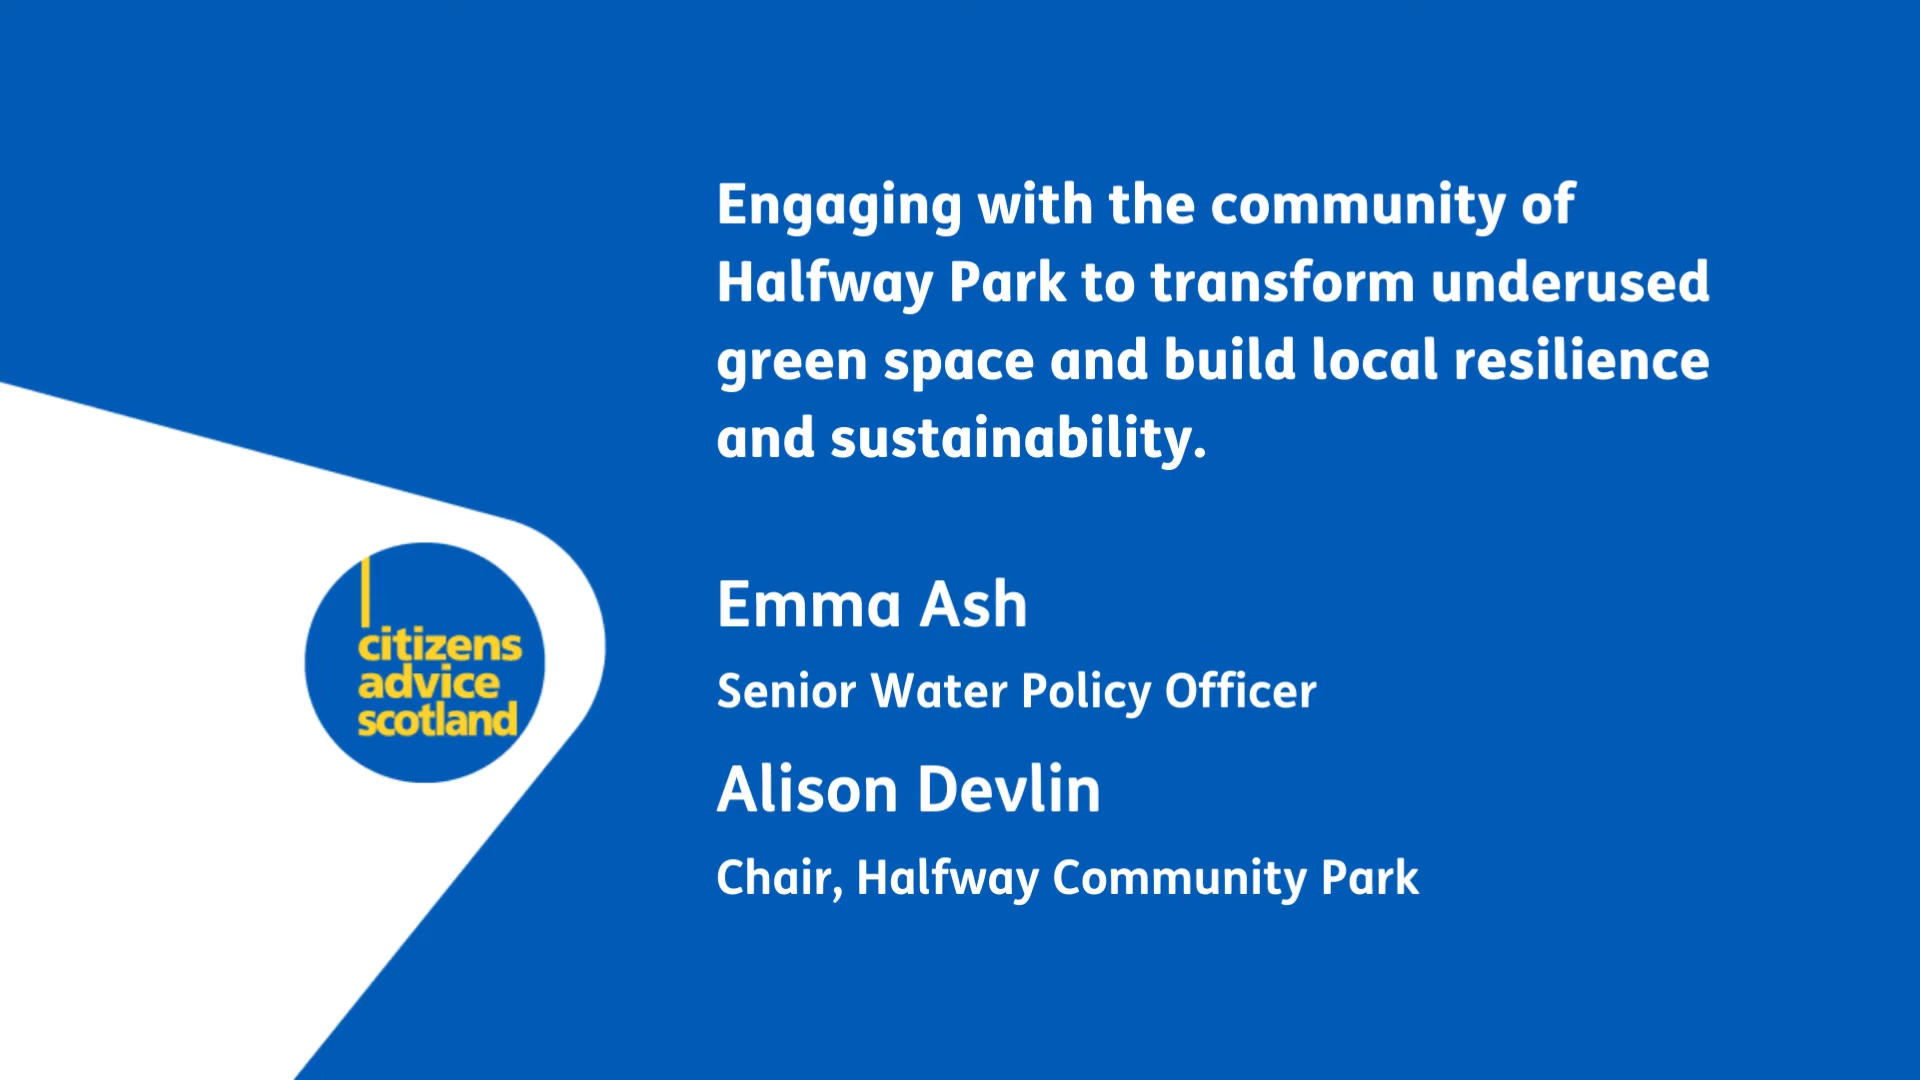 Engaging with the community of
Halfway Park to transform underused
green space and build local resilience
and sustainability.
citizens
advice
scotland
Emma Ash
Senior Water Policy Officer
Alison Devlin
Chair, Halfway Community Park